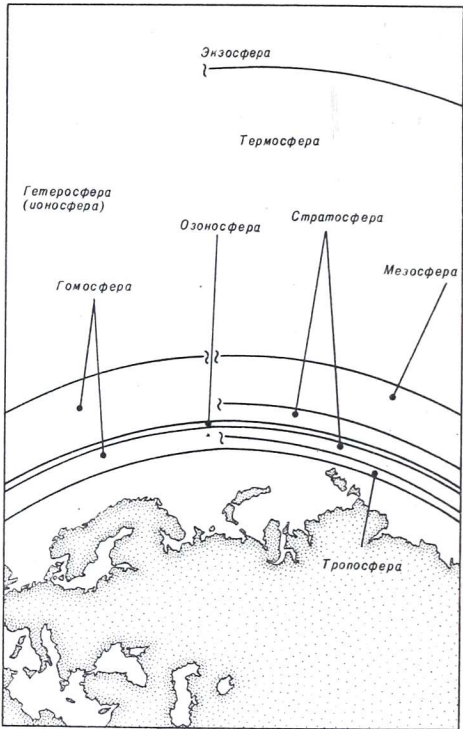 Экзосфера
Термосфера
Гетеросфера
(ионосфера)
Озоносфера
Стратосфера
Мезосфера
Гомосфера
Тропосфера